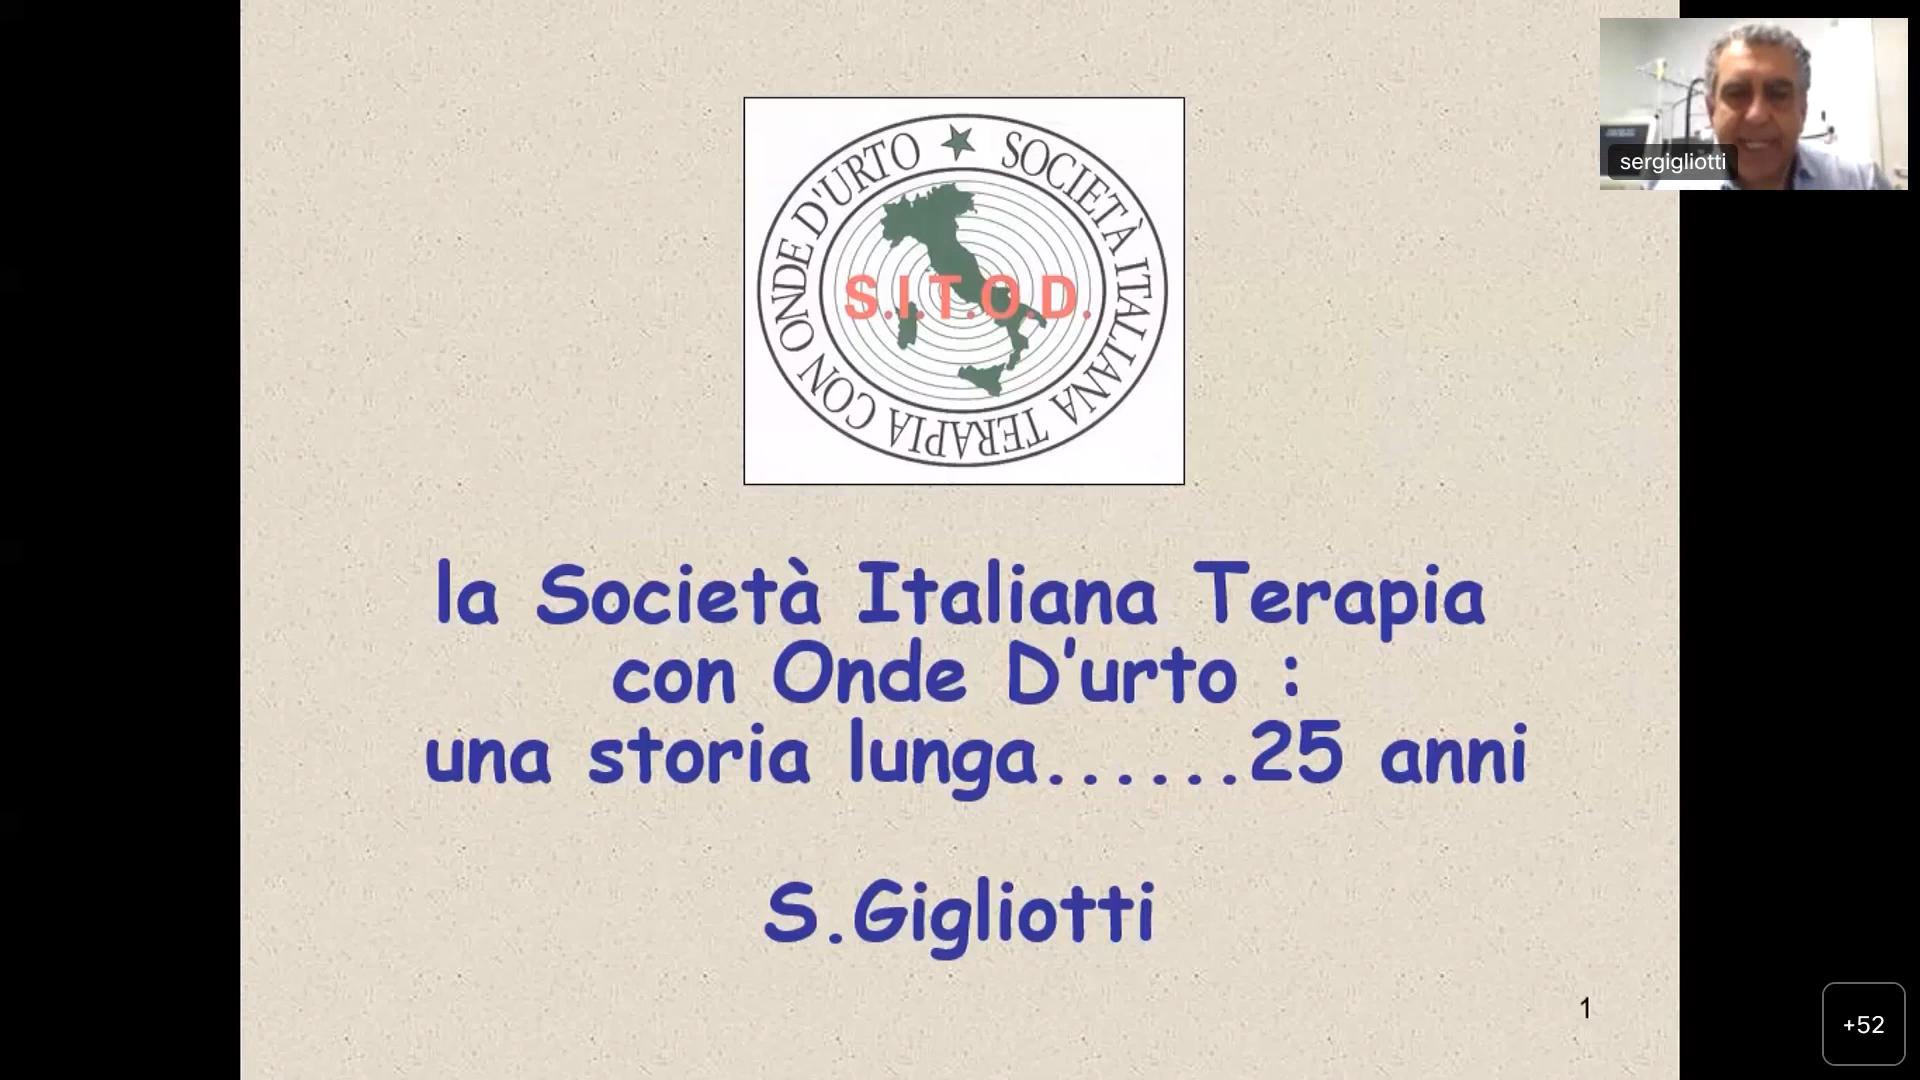 SOCIETÀ ITALIANA TERAPIA CON ONDE D'URTO
S.I.T.O.D.
sergigliotti
la Società Italiana Terapia
con Onde D'urto :
una storia lunga......25 anni
S.Gigliotti
1
+52